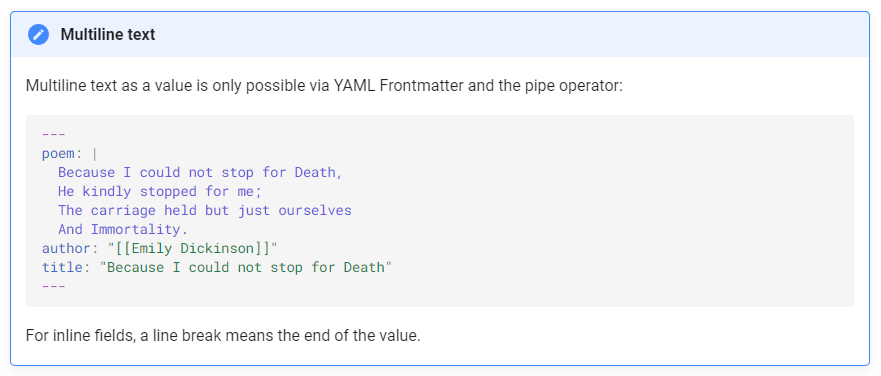 Multiline text
Multiline text as a value is only possible via YAML Frontmatter and the pipe operator:
---
poem: |
  Because I could not stop for Death,
  He kindly stopped for me;
  The carriage held but just ourselves
  And Immortality.
author: "[[Emily Dickinson]]"
title: "Because I could not stop for Death"
---
For inline fields, a line break means the end of the value.